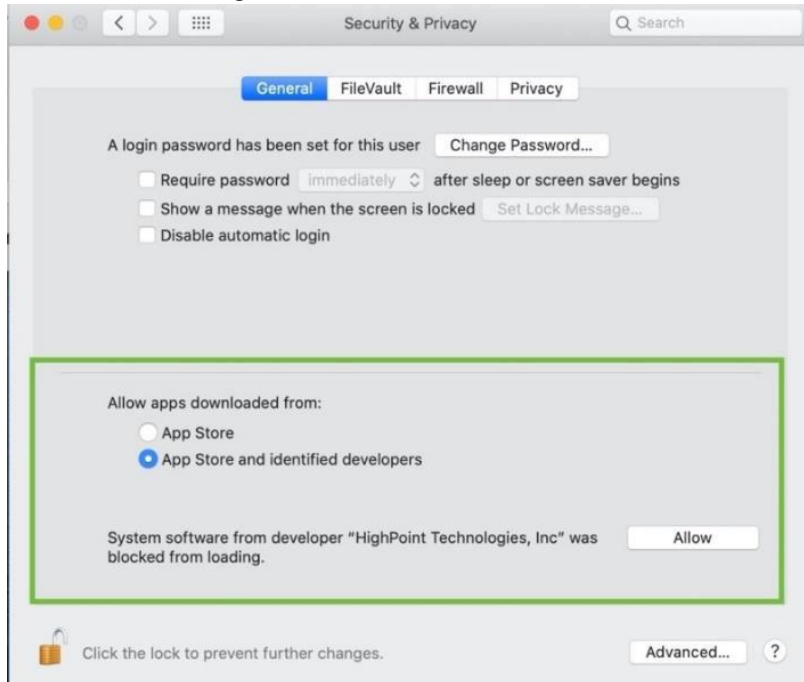 Security & Privacy
Search
General FileVault Firewall Privacy
A login password has been set for this user Change Password...
Require password immediately after sleep or screen saver begins
Show a message when the screen is locked Set Lock Message...
Disable automatic login
Allow apps downloaded from:
App Store
App Store and identified developers
System software from developer "HighPoint Technologies, Inc" was Allow
blocked from loading.
Click the lock to prevent further changes. Advanced... ?